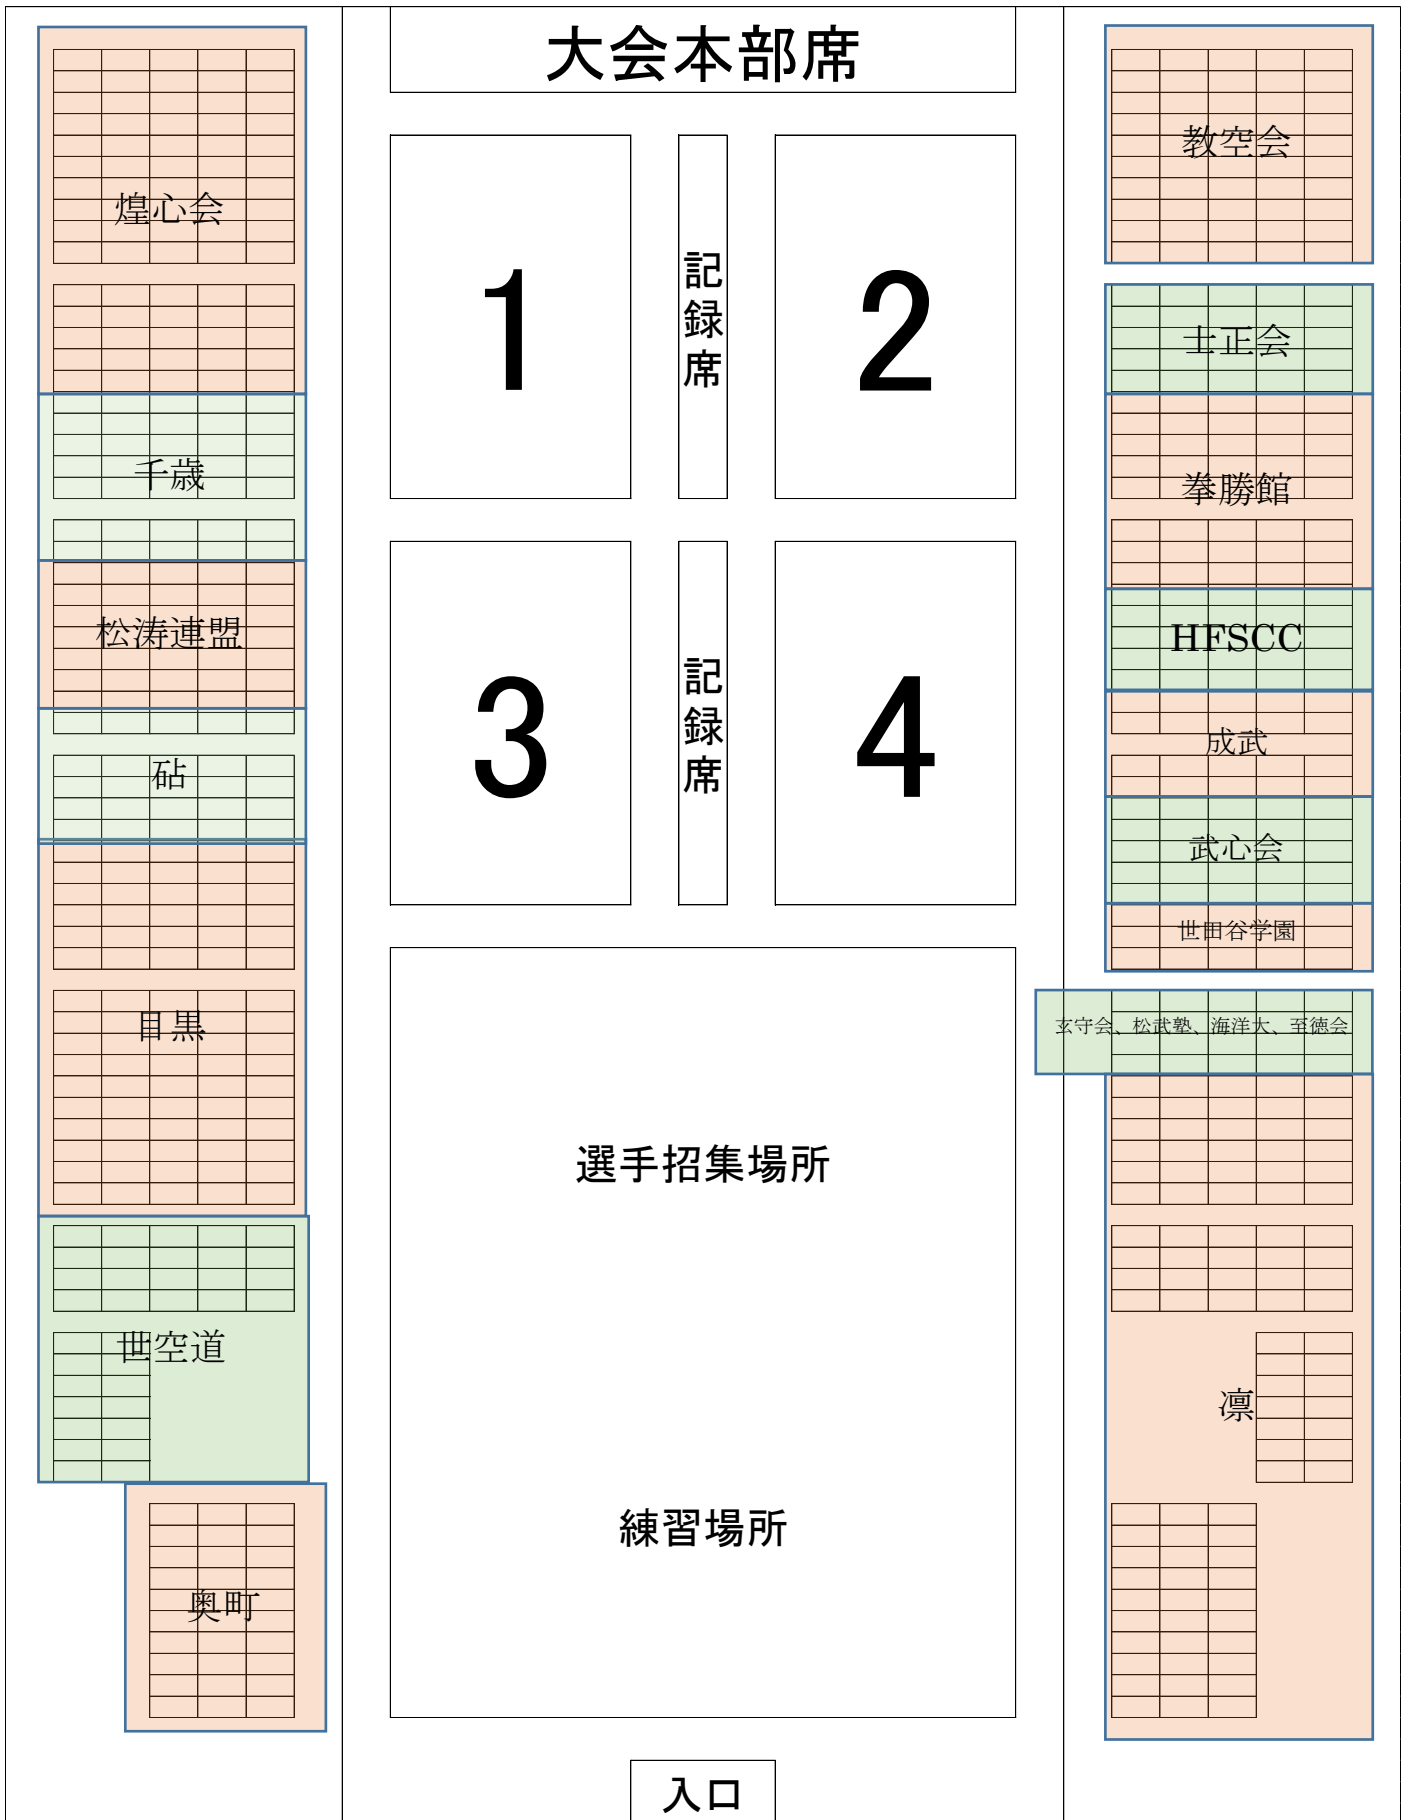 大会本部席
煌心会
千歳
松涛連盟
砧
目黒
世空道
奥町
1
記録席
2
3
記録席
4
選手招集場所
練習場所
入口
教空会
士正会
拳勝館
HFSCC
成武
武心会
世田谷学園
玄守会、松武塾、海洋大、至徳会
凛